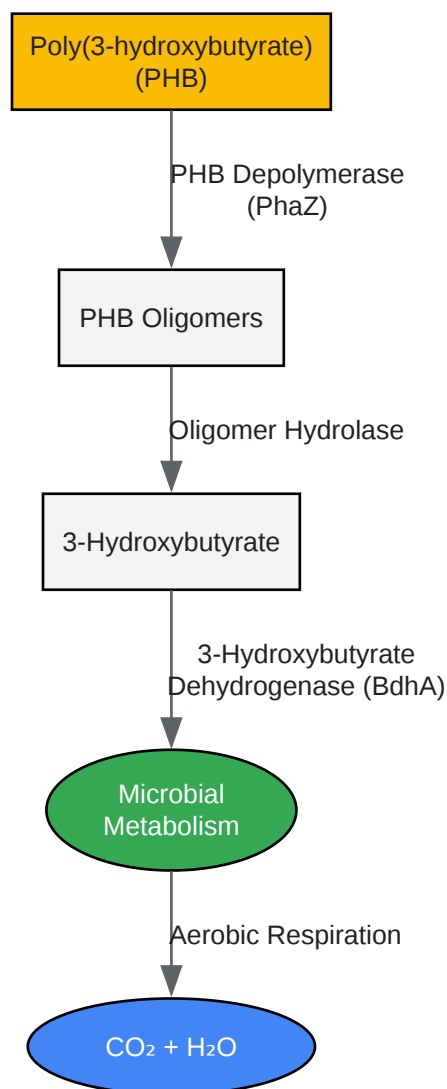 Poly(3-hydroxybutyrate)
(PHB)
PHB Depolymerase
(PhaZ)
PHB Oligomers
Oligomer Hydrolase
3-Hydroxybutyrate
3-Hydroxybutyrate
Dehydrogenase (BdhA)
Microbial
Metabolism
Aerobic Respiration
CO₂ + H₂O